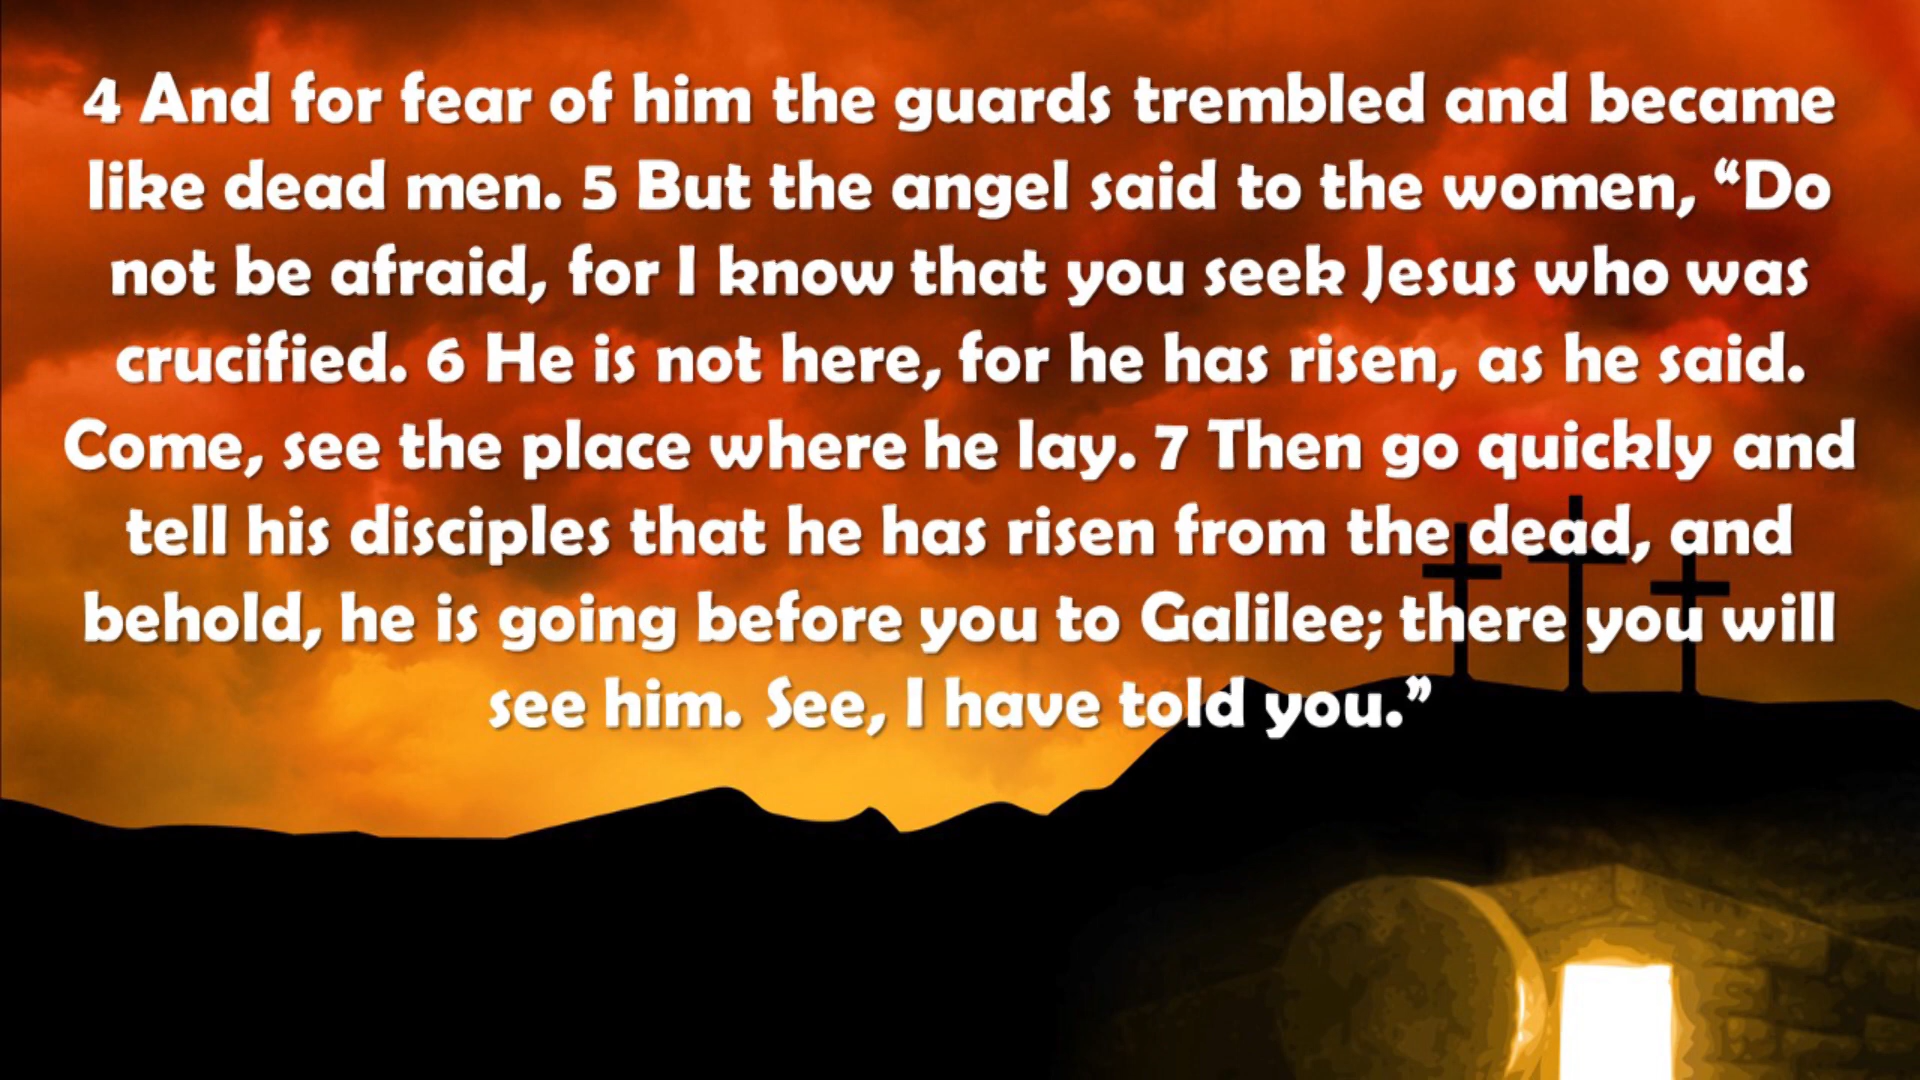 4 And for fear of him the guards trembled and became
like dead men. 5 But the angel said to the women, “Do
not be afraid, for I know that you seek Jesus who was
crucified. 6 He is not here, for he has risen, as he said.
Come, see the place where he lay. 7 Then go quickly and
tell his disciples that he has risen from the dead, and
behold, he is going before you to Galilee; there you will
see him. See, I have told you.”